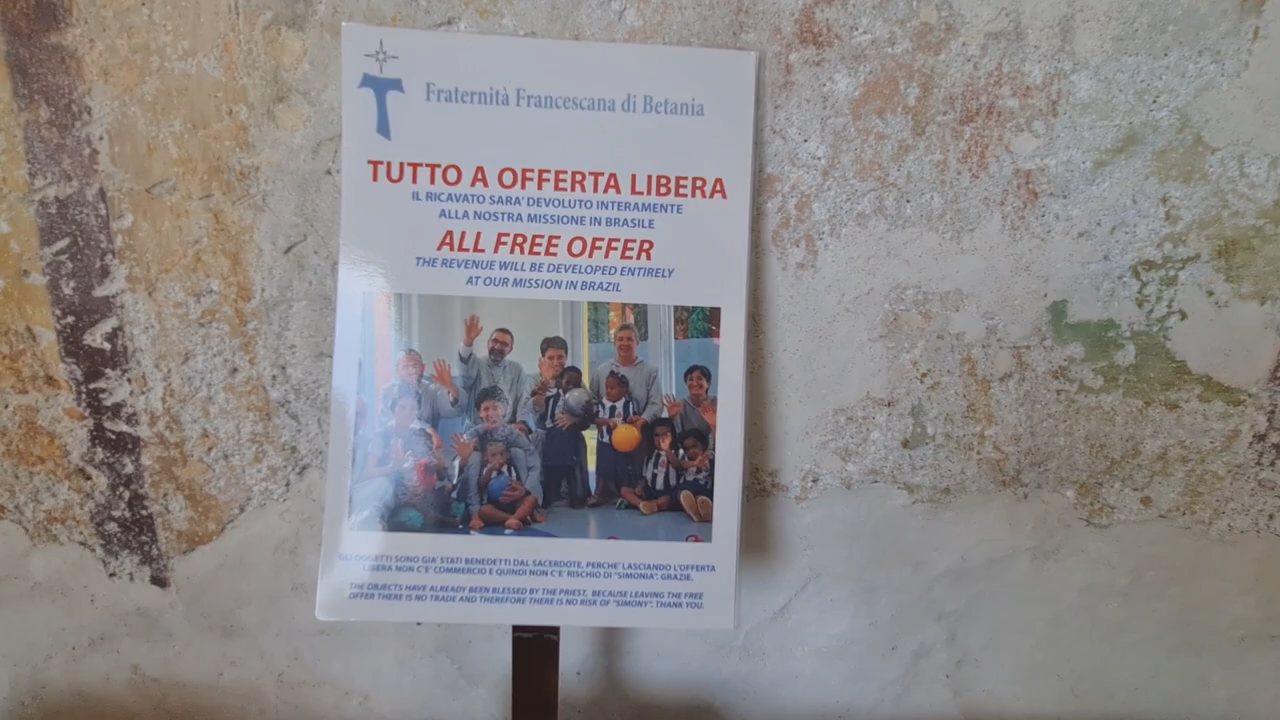 Fraternità Francescana di Betania
TUTTO A OFFERTA LIBERA
IL RICAVATO SARA' DEVOLUTO INTERAMENTE
ALLA NOSTRA MISSIONE IN BRASILE
ALL FREE OFFER
THE REVENUE WILL BE DEVELOPED ENTIRELY
AT OUR MISSION IN BRAZIL
GLI OGGETTI SONO GIA' STATI BENEDETTI DAL SACERDOTE, PERCHE' LASCIANDO L'OFFERTA
LIBERA NON C'E' COMMERCIO E QUINDI NON C'E' RISCHIO DI "SIMONIA". GRAZIE.
THE OBJECTS HAVE ALREADY BEEN BLESSED BY THE PRIEST, BECAUSE LEAVING THE FREE
OFFER THERE IS NO TRADE AND THEREFORE THERE IS NO RISK OF "SIMONY". THANK YOU.